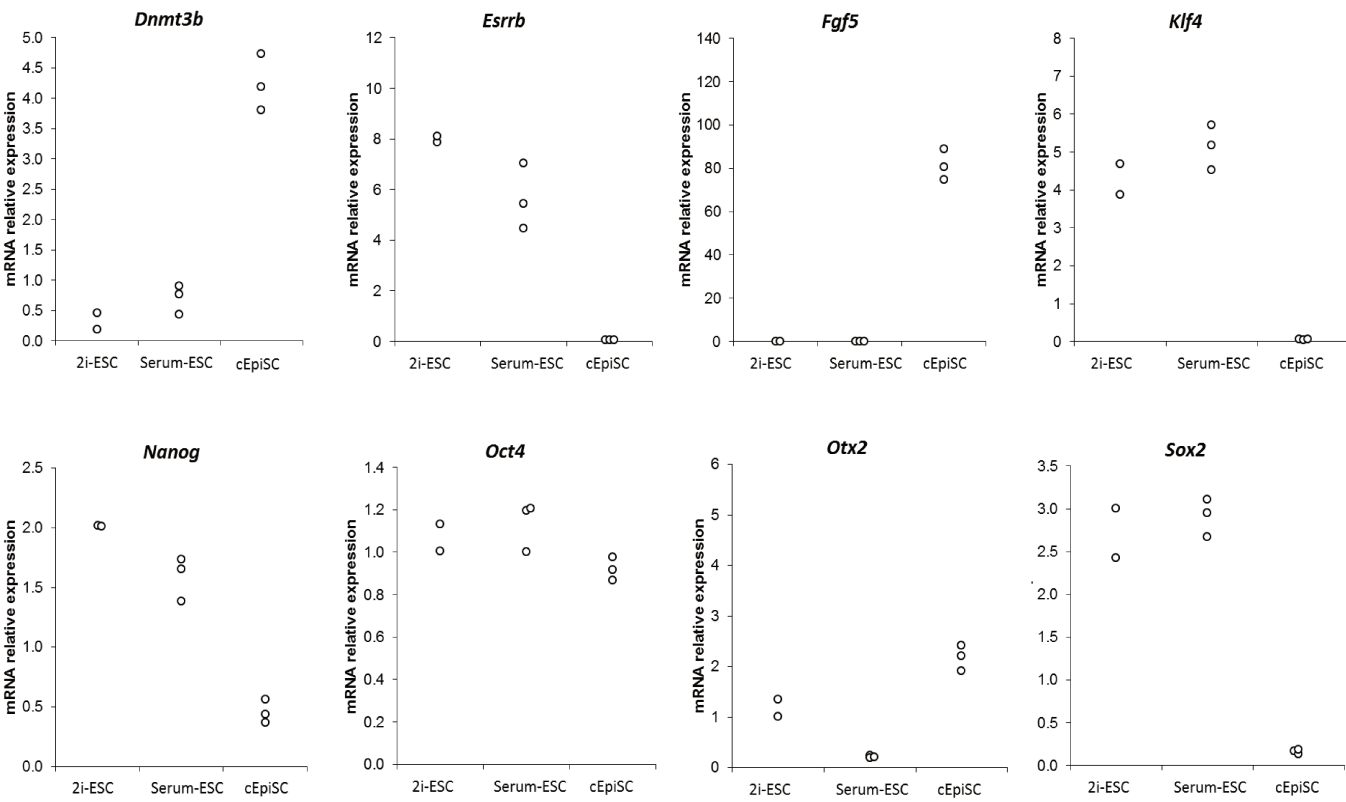 Dnmt3b
mRNA relative expression
5.0
4.5
4.0
3.5
3.0
2.5
2.0
1.5
1.0
0.5
0.0
2i-ESC Serum-ESC cEpiSC
Esrrb
mRNA relative expression
12
10
8
6
4
2
0
2i-ESC Serum-ESC cEpiSC
Fgf5
mRNA relative expression
140
120
100
80
60
40
20
0
2i-ESC Serum-ESC cEpiSC
Klf4
mRNA relative expression
8
7
6
5
4
3
2
1
0
2i-ESC Serum-ESC cEpiSC
Nanog
mRNA relative expression
2.5
2.0
1.5
1.0
0.5
0.0
2i-ESC Serum-ESC cEpiSC
Oct4
mRNA relative expression
1.4
1.2
1.0
0.8
0.6
0.4
0.2
0.0
2i-ESC Serum-ESC cEpiSC
Otx2
mRNA relative expression
6
5
4
3
2
1
0
2i-ESC Serum-ESC cEpiSC
Sox2
mRNA relative expression
3.5
3.0
2.5
2.0
1.5
1.0
0.5
0.0
2i-ESC Serum-ESC cEpiSC